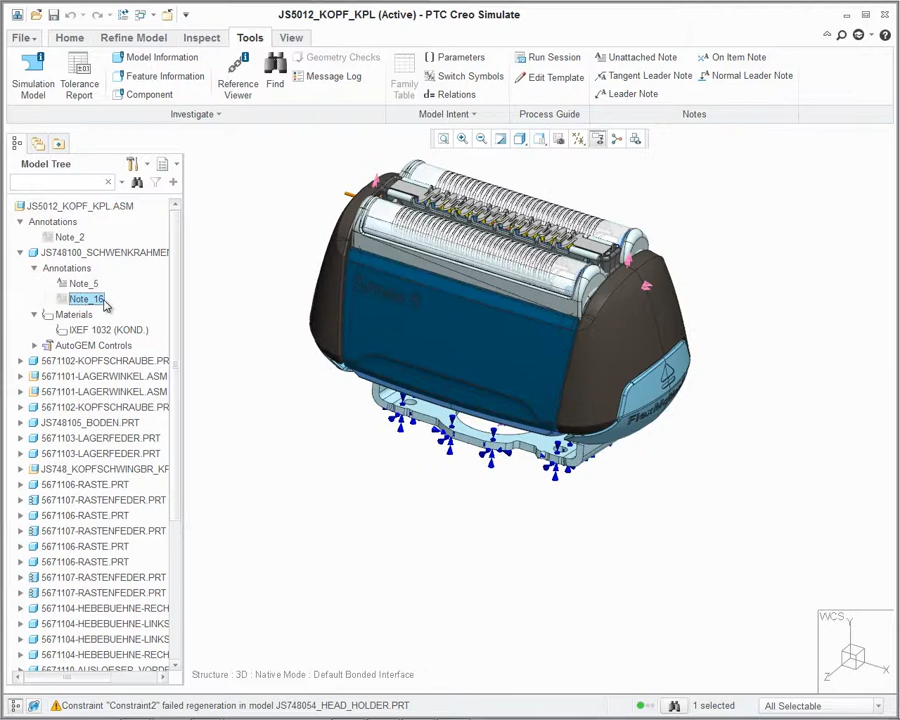 JS5012_KOPF_KPL (Active) - PTC Creo Simulate
File
Home
Refine Model
Inspect
Tools
View
Simulation Model
Tolerance Report
Model Information
Feature Information
Component
Reference Viewer
Find
Geometry Checks
Message Log
Family Table
Parameters
Switch Symbols
d= Relations
Run Session
Edit Template
Unattached Note
Tangent Leader Note
Leader Note
On Item Note
Normal Leader Note
Investigate
Model Intent
Process Guide
Notes
Model Tree
JS5012_KOPF_KPL.ASM
Annotations
Note_2
JS748100_SCHWENKRAHMEN
Annotations
Note_5
Note_16
Materials
IXEF 1032 (KOND.)
AutoGEM Controls
5671102-KOPFSCHRAUBE.PR
5671101-LAGERWINKEL.ASM
5671101-LAGERWINKEL.ASM
5671102-KOPFSCHRAUBE.PR
JS748105_BODEN.PRT
5671103-LAGERFEDER.PRT
5671103-LAGERFEDER.PRT
JS748_KOPFSCHWINGBR_KP
5671106-RASTE.PRT
5671107-RASTENFEDER.PRT
5671106-RASTE.PRT
5671107-RASTENFEDER.PRT
5671106-RASTE.PRT
5671106-RASTE.PRT
5671107-RASTENFEDER.PRT
5671107-RASTENFEDER.PRT
5671104-HEBEBUEHNE-RECH
5671104-HEBEBUEHNE-LINKS
5671104-HEBEBUEHNE-LINKS
5671104-HEBEBUEHNE-RECH
WCS
Y
X
Z
Structure : 3D : Native Mode : Default Bonded Interface
Constraint "Constraint2" failed regeneration in model JS748054_HEAD_HOLDER.PRT
1 selected
All Selectable